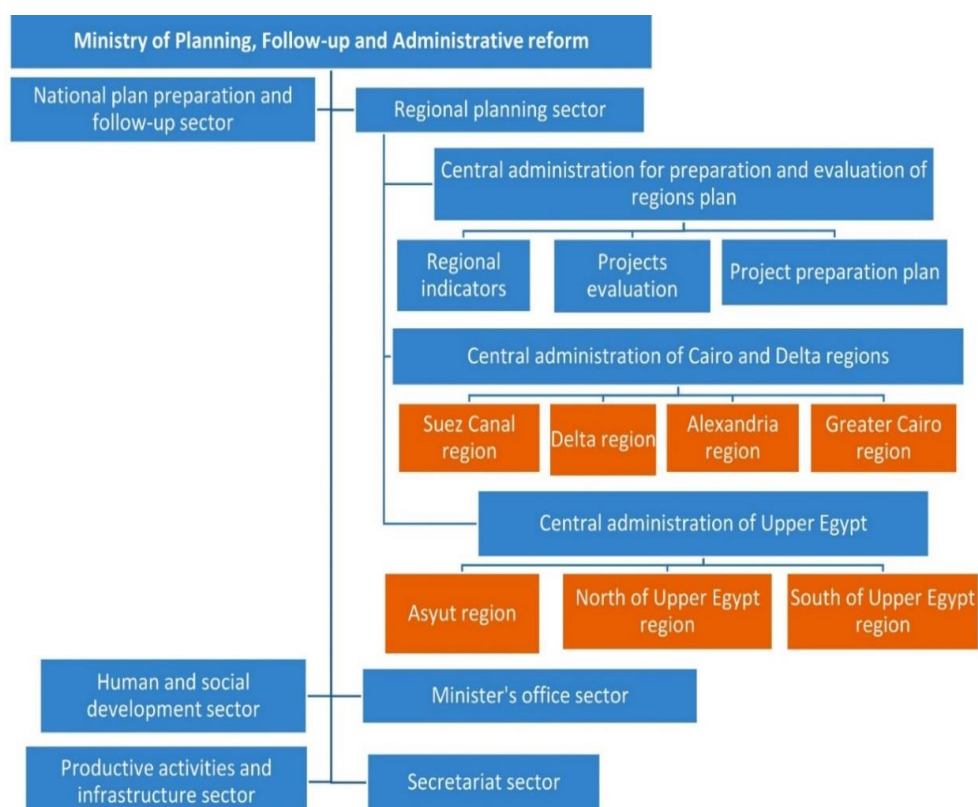 Ministry of Planning, Follow-up and Administrative reform
National plan preparation and
follow-up sector
Regional planning sector
Central administration for preparation and evaluation of
regions plan
Regional
indicators
Projects
evaluation
Project preparation plan
Central administration of Cairo and Delta regions
Suez Canal
region
Delta region
Alexandria
region
Greater Cairo
region
Central administration of Upper Egypt
Asyut region
North of Upper Egypt
region
South of Upper Egypt
region
Human and social
development sector
Minister's office sector
Productive activities and
infrastructure sector
Secretariat sector